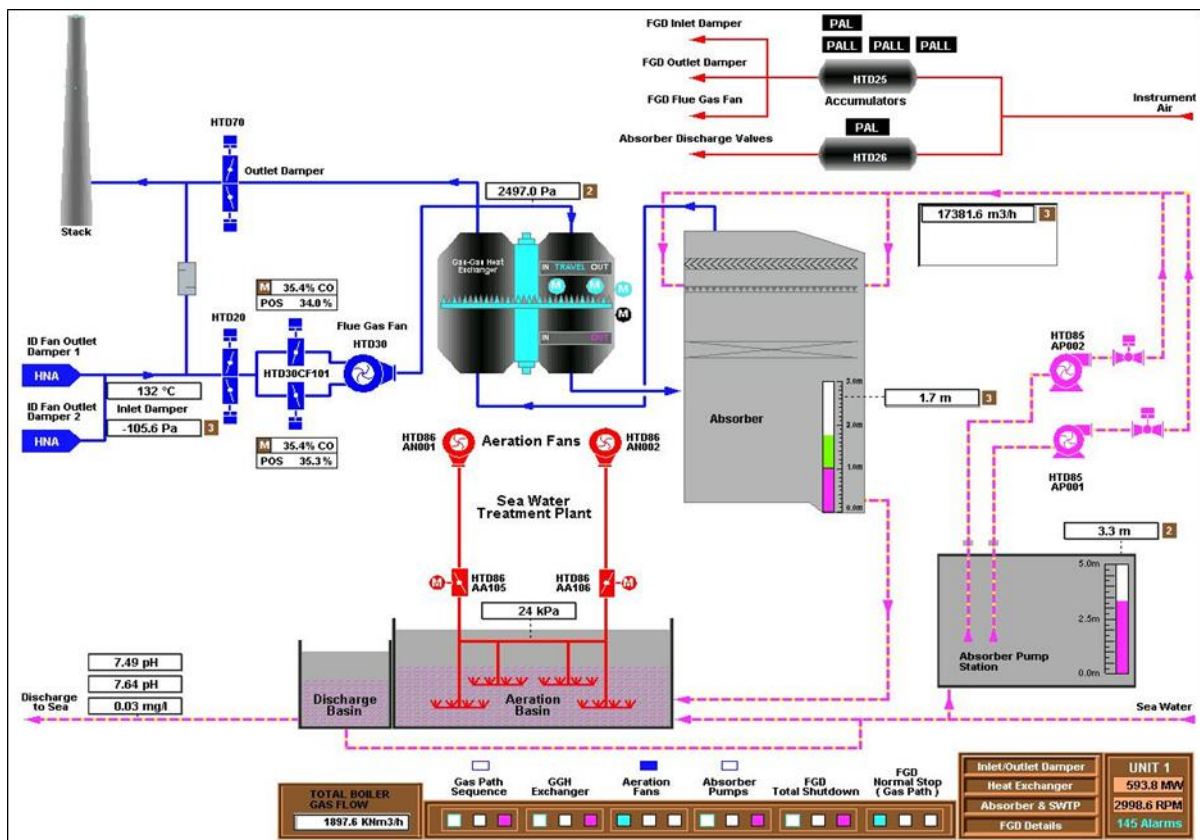 FGD Inlet Damper
PAL
PALL PALL PALL
FGD Outlet Damper
HTD25
Accumulators
Instrument
Air
FGD Flue Gas Fan
PAL
Absorber Discharge Valves
HTD26
HTD70
Outlet Damper
2497.0 Pa 2
Stack
17381.6 m3/h 3
Gas-Gas Heat
Exchanger
IN TRAVEL OUT
M M M
M
IN OUT
M 35.4% CO
POS 34.0 %
HTD20
Flue Gas Fan
HTD30
ID Fan Outlet
Damper 1
HNA
HTD30CF101
132 °C
Inlet Damper
-105.6 Pa 3
ID Fan Outlet
Damper 2
HNA
M 35.4% CO
POS 35.3 %
HTD85
AP002
HTD85
AP001
Absorber
3.0m
2.0m
1.0m
0.0m
1.7 m 3
HTD86
AN001
Aeration Fans
HTD86
AN002
Sea Water
Treatment Plant
M
HTD86
AA105
HTD86
AA106
M
24 kPa
3.3 m 2
5.0m
2.5m
0.0m
Absorber Pump
Station
7.49 pH
7.64 pH
0.03 mg/l
Discharge
to Sea
Discharge
Basin
Aeration
Basin
Sea Water
TOTAL BOILER
GAS FLOW
1897.6 KNm3/h
Gas Path
Sequence
GGH
Exchanger
Aeration
Fans
Absorber
Pumps
FGD
Total Shutdown
FGD
Normal Stop
( Gas Path )
Inlet/Outlet Damper
Heat Exchanger
Absorber & SWTP
FGD Details
UNIT 1
593.8 MW
2998.6 RPM
145 Alarms